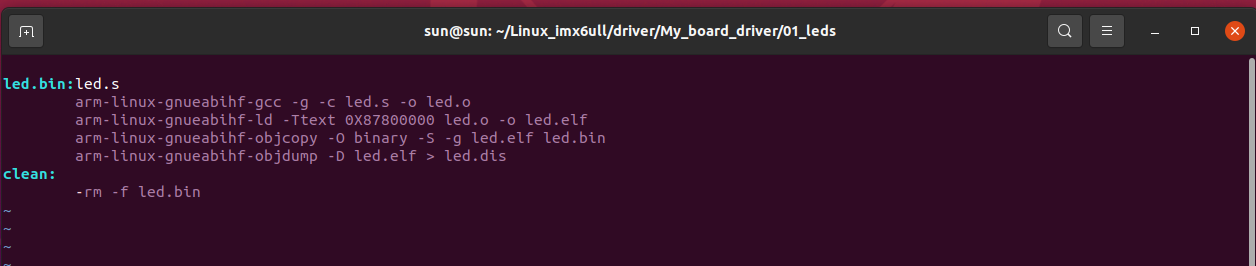 sun@sun: ~/Linux_imx6ull/driver/My_board_driver/01_leds
led.bin:led.s
arm-linux-gnueabihf-gcc -g -c led.s -o led.o
arm-linux-gnueabihf-ld -Ttext 0X87800000 led.o -o led.elf
arm-linux-gnueabihf-objcopy -O binary -S -g led.elf led.bin
arm-linux-gnueabihf-objdump -D led.elf > led.dis
clean:
-rm -f led.bin
~
~
~
~